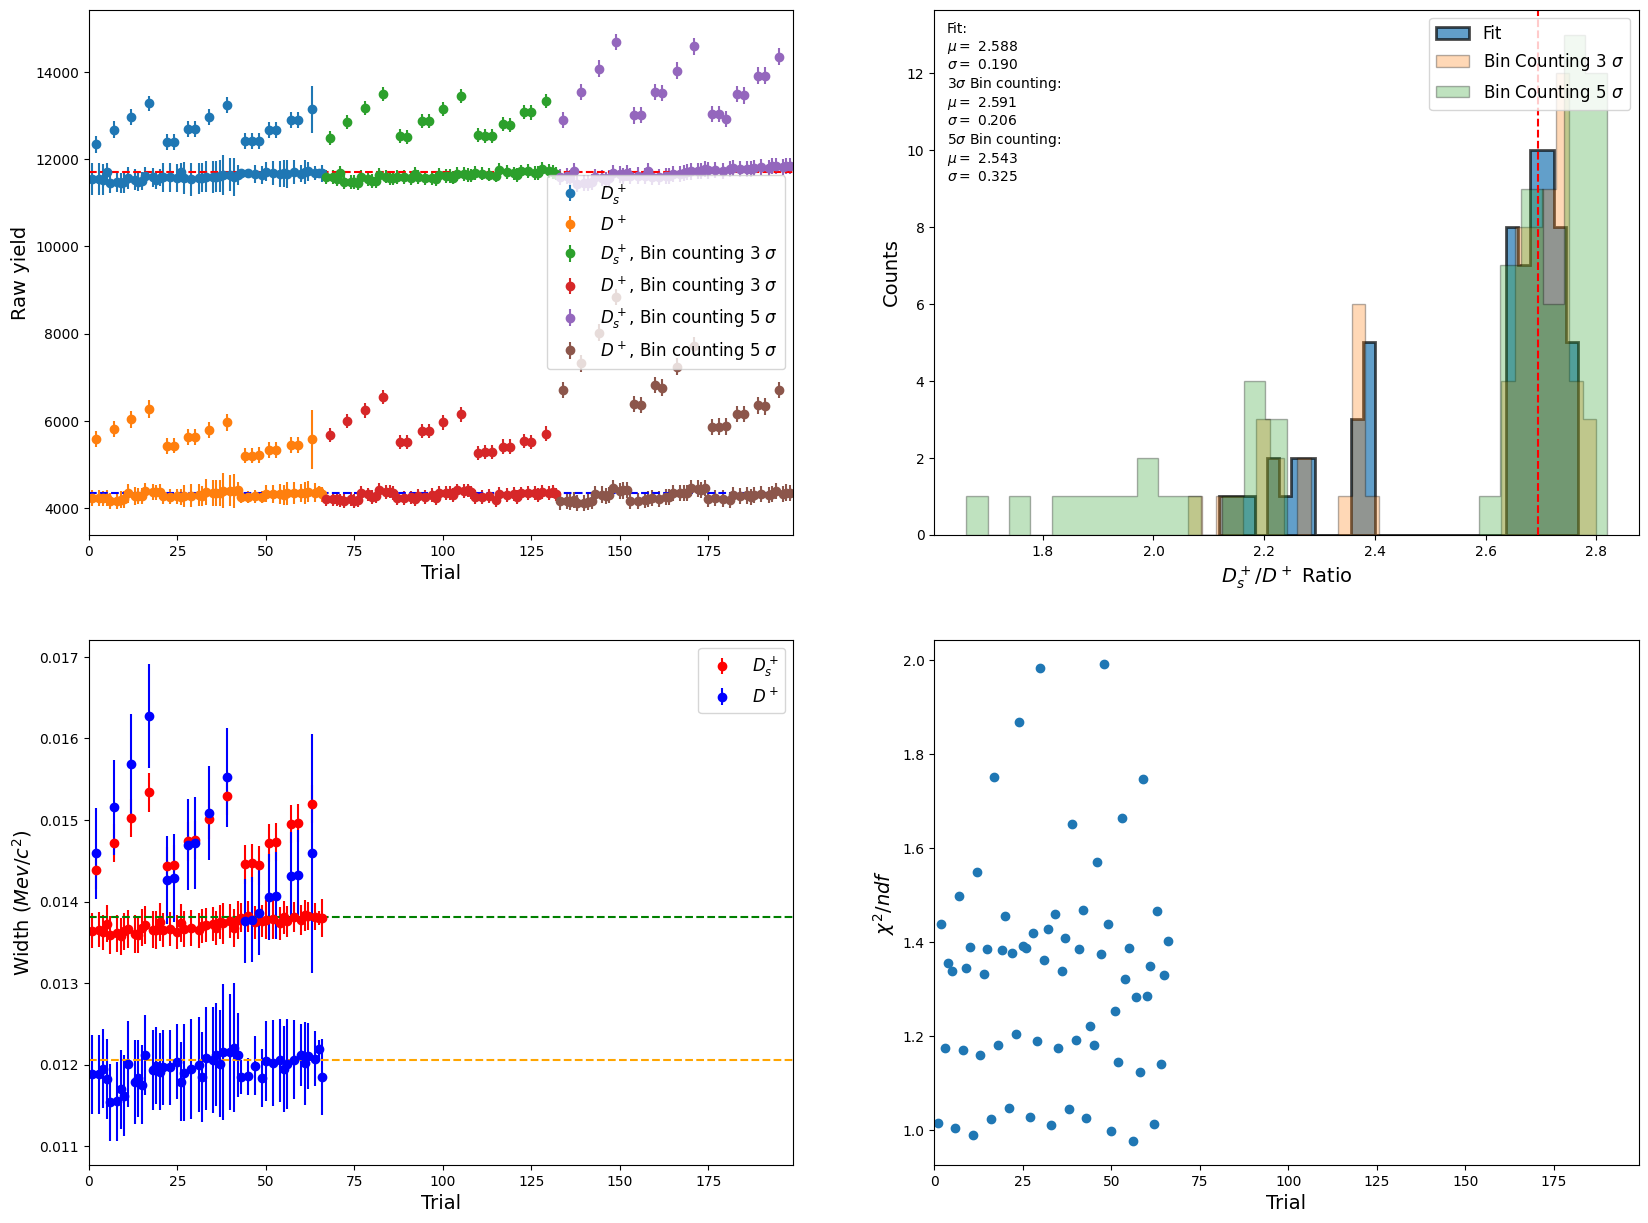 14000
12000
10000
8000
6000
4000
0
25
50
75
100
125
150
175
Raw yield
Trial
$D_s^+$
$D^+$
$D_s^+$, Bin counting 3 σ
$D^+$, Bin counting 3 σ
$D_s^+$, Bin counting 5 σ
$D^+$, Bin counting 5 σ
Fit:
μ = 2.588
σ = 0.190
3σ Bin counting:
μ = 2.591
σ = 0.206
5σ Bin counting:
μ = 2.543
σ = 0.325
Fit
Bin Counting 3 σ
Bin Counting 5 σ
12
10
8
6
4
2
0
1.8
2.0
2.2
2.4
2.6
2.8
Counts
$D_s^+/D^+$ Ratio
0.017
0.016
0.015
0.014
0.013
0.012
0.011
0
25
50
75
100
125
150
175
Width ($Mev/c^2$)
Trial
$D_s^+$
$D^+$
2.0
1.8
1.6
1.4
1.2
1.0
0
25
50
75
100
125
150
175
$χ^2/ndf$
Trial